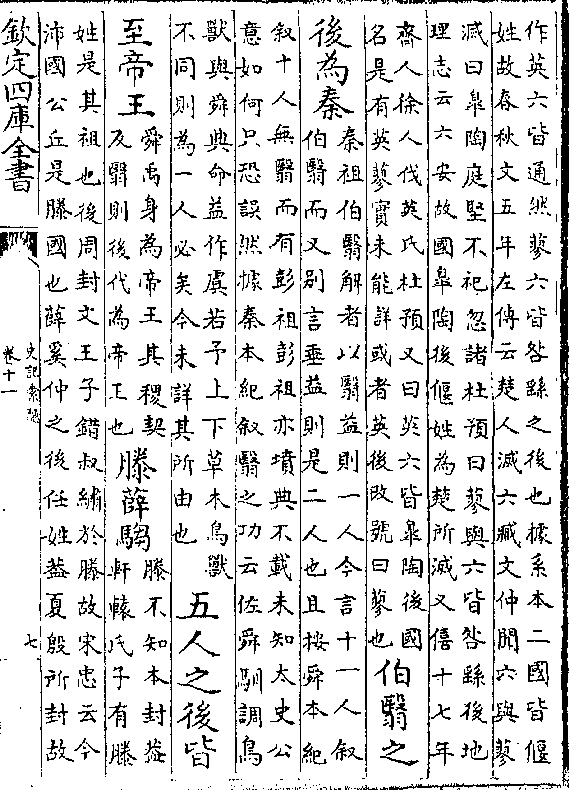 作英六皆通然蓼六皆咎繇之後也據系本二國皆偃
姓故春秋文五年左傳云楚人滅六臧文仲聞六與蓼
滅曰臯陶庭堅不祀忽諸杜預曰蓼與六皆咎繇後地
理志云六安故國臯陶後偃姓為楚所滅又僖十七年
齊人徐人伐英氏杜預又曰英六皆臯陶後國
名是有英蓼實未能詳或者英後改號曰蓼也
伯翳之
後為秦
秦祖伯翳解者以翳益則一人今言十一人叙
伯翳而又别言垂益則是二人也且按舜本紀
叙十人無翳而有彭祖彭祖亦墳典不載未知太史公
意如何只恐誤然據秦本紀叙翳之功云佐舜馴調鳥
獸與舜典命益作虞若予上下草木鳥獸
不同則為一人必矣今未詳其所由也
五人之後皆
至帝王
舜禹身為帝王其稷契
及翳則後代為帝王也
滕薛騶
滕不知本封葢
軒轅氏子有滕
姓是其祖也後周封文王子錯叔繡於滕故宋忠云今
沛國公丘是滕國也薛奚仲之後任姓葢夏殷所封故
欽定四庫全書
史記索隱
卷十一
七